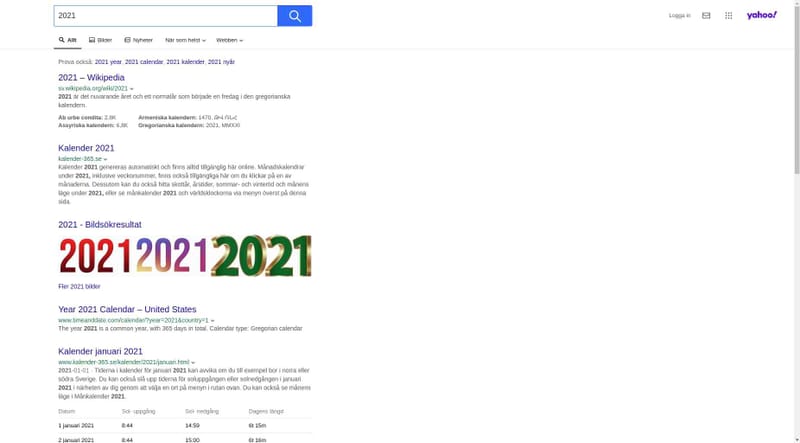 2021
Logga in
yahoo!
Allt
Bilder
Nyheter
När som helst
Webben
Prova också: 2021 year, 2021 calendar, 2021 kalender, 2021 nyår
2021 – Wikipedia
sv.wikipedia.org/wiki/2021
2021 är det nuvarande året och ett normalår som började en fredag i den gregorianska
kalendern.
Ab urbe condita: 2,8K
Armeniska kalendern: 1470,
Assyriska kalendern: 6,8K
Gregorianska kalendern: 2021, MMXXI
Kalender 2021
kalender-365.se
Kalender 2021 genereras automatiskt och finns alltid tillgänglig här online. Månadskalendrar
under 2021, inklusive veckonummer, finns också tillgängliga här om du klickar på en av
månaderna. Dessutom kan du också hitta skottår, årstider, sommar- och vintertid och månens
läge under 2021, eller se månkalender 2021 och världsklockorna via menyn överst på denna
sida.
2021 - Bildsökresultat
2021 2021 2021
Fler 2021 bilder
Year 2021 Calendar – United States
www.timeanddate.com/calendar/?year=2021&country=1
The year 2021 is a common year, with 365 days in total. Calendar type: Gregorian calendar
Kalender januari 2021
www.kalender-365.se/kalender/2021/januari.html
2021-01-01 · Tiderna i kalender för januari 2021 kan avvika om du till exempel bor i norra eller
södra Sverige. Du kan också slå upp tiderna för soluppgången eller solnedgången i januari
2021 i närheten av dig genom att välja en ort på menyn i rutan ovan. Du kan också se månens
läge i Månkalender 2021.
Datum
Sol- uppgång
Sol- nedgång
Dagens längd
1 januari 2021
8:44
14:59
6t 15m
2 januari 2021
8:44
15:00
6t 16m